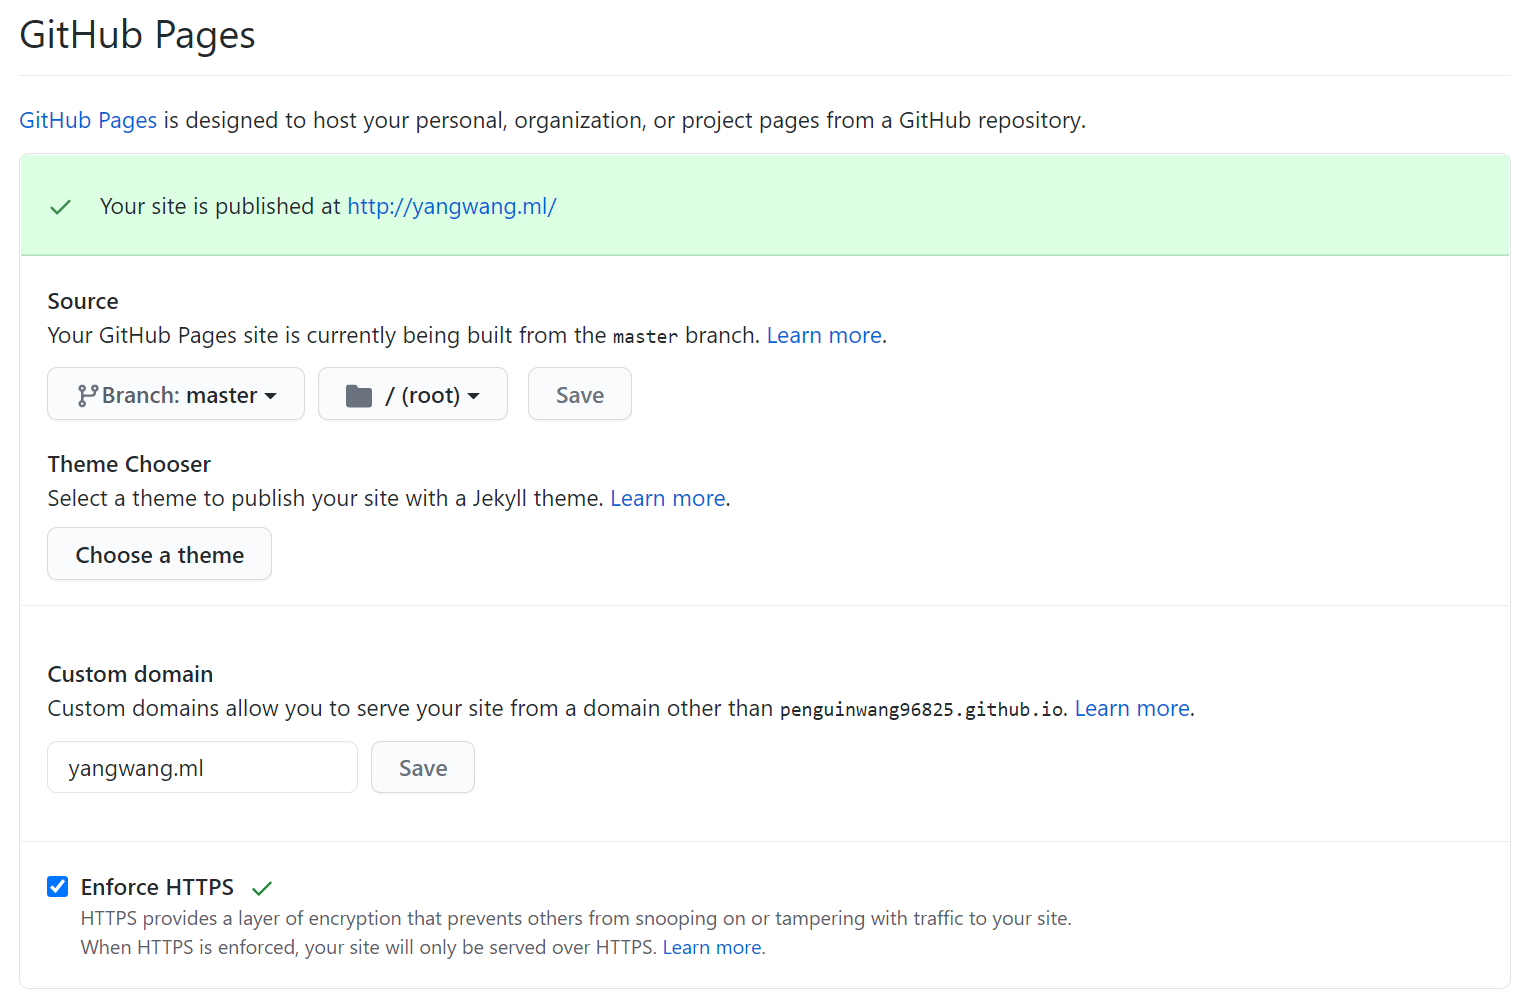 GitHub Pages
GitHub Pages is designed to host your personal, organization, or project pages from a GitHub repository.
Your site is published at http://yangwang.ml/
Source
Your GitHub Pages site is currently being built from the master branch. Learn more.
Branch: master / (root) Save
Theme Chooser
Select a theme to publish your site with a Jekyll theme. Learn more.
Choose a theme
Custom domain
Custom domains allow you to serve your site from a domain other than penguinwang96825.github.io. Learn more.
yangwang.ml Save
Enforce HTTPS
HTTPS provides a layer of encryption that prevents others from snooping on or tampering with traffic to your site.
When HTTPS is enforced, your site will only be served over HTTPS. Learn more.